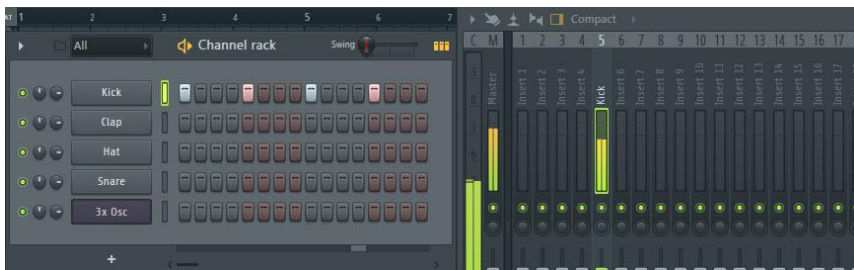 AT 1 2 3 4 5 6 7
All Channel rack Swing
Kick
Clap
Hat
Snare
3x Osc
+
Compact
C M 1 2 3 4 5 6 7 8 9 10 11 12 13 14 15 16 17
Master
Insert 1
Insert 2
Insert 3
Insert 4
Kick
Insert 6
Insert 7
Insert 8
Insert 9
Insert 10
Insert 11
Insert 12
Insert 13
Insert 14
Insert 15
Insert 16